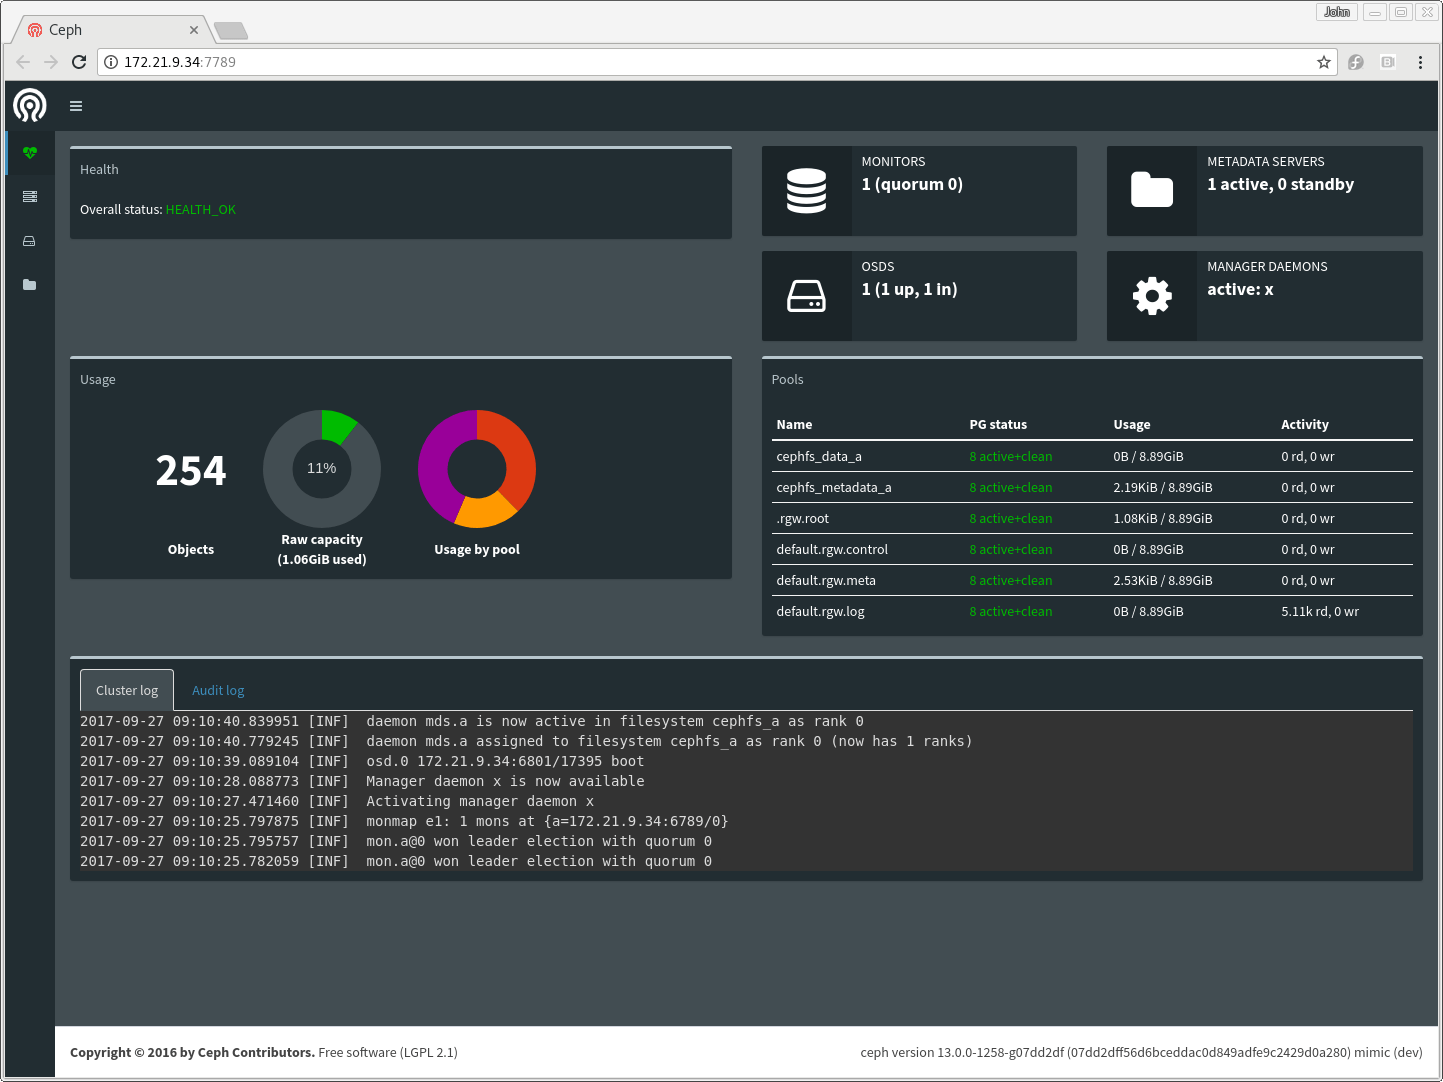 John
Ceph
172.21.9.34:7789
Health
Overall status: HEALTH_OK
MONITORS
1 (quorum 0)
METADATA SERVERS
1 active, 0 standby
OSDS
1 (1 up, 1 in)
MANAGER DAEMONS
active: x
Usage
254
Objects
11%
Raw capacity
(1.06GiB used)
Usage by pool
Pools
Name PG status Usage Activity
cephfs_data_a 8 active+clean 0B / 8.89GiB 0 rd, 0 wr
cephfs_metadata_a 8 active+clean 2.19KiB / 8.89GiB 0 rd, 0 wr
.rgw.root 8 active+clean 1.08KiB / 8.89GiB 0 rd, 0 wr
default.rgw.control 8 active+clean 0B / 8.89GiB 0 rd, 0 wr
default.rgw.meta 8 active+clean 2.53KiB / 8.89GiB 0 rd, 0 wr
default.rgw.log 8 active+clean 0B / 8.89GiB 5.11k rd, 0 wr
Cluster log Audit log
2017-09-27 09:10:40.839951 [INF] daemon mds.a is now active in filesystem cephfs_a as rank 0
2017-09-27 09:10:40.779245 [INF] daemon mds.a assigned to filesystem cephfs_a as rank 0 (now has 1 ranks)
2017-09-27 09:10:39.089104 [INF] osd.0 172.21.9.34:6801/17395 boot
2017-09-27 09:10:28.088773 [INF] Manager daemon x is now available
2017-09-27 09:10:27.471460 [INF] Activating manager daemon x
2017-09-27 09:10:25.797875 [INF] monmap e1: 1 mons at {a=172.21.9.34:6789/0}
2017-09-27 09:10:25.795757 [INF] mon.a@0 won leader election with quorum 0
2017-09-27 09:10:25.782059 [INF] mon.a@0 won leader election with quorum 0
Copyright © 2016 by Ceph Contributors. Free software (LGPL 2.1)
ceph version 13.0.0-1258-g07dd2df (07dd2dff56d6bceddac0d849adfe9c2429d0a280) mimic (dev)